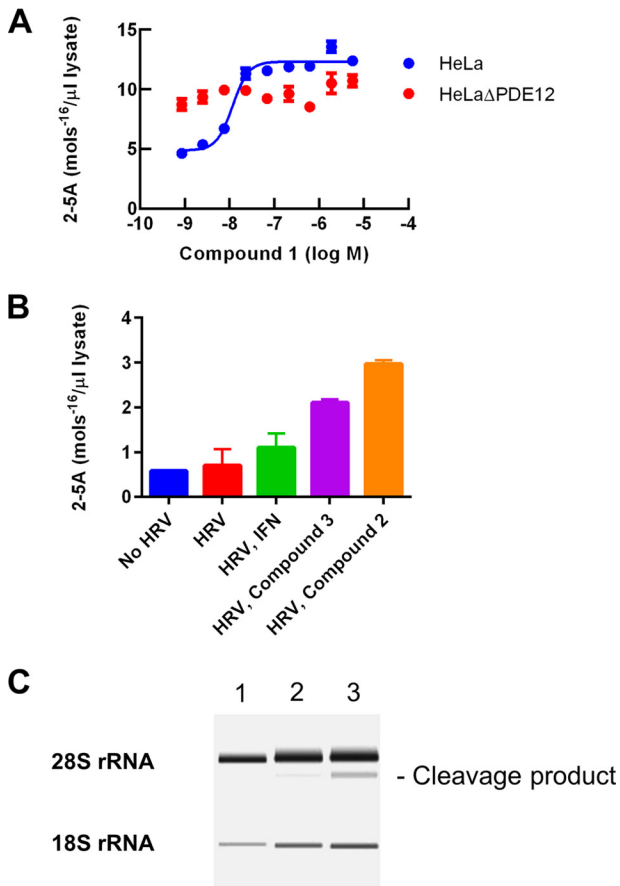 A
2-5A (mols⁻¹⁶/µl lysate)
15
10
5
0
-10 -9 -8 -7 -6 -5 -4
Compound 1 (log M)
HeLa
HeLaΔPDE12
B
2-5A (mols⁻¹⁶/µl lysate)
4
3
2
1
0
No HRV
HRV
HRV, IFN
HRV, Compound 3
HRV, Compound 2
C
1 2 3
28S rRNA
- Cleavage product
18S rRNA